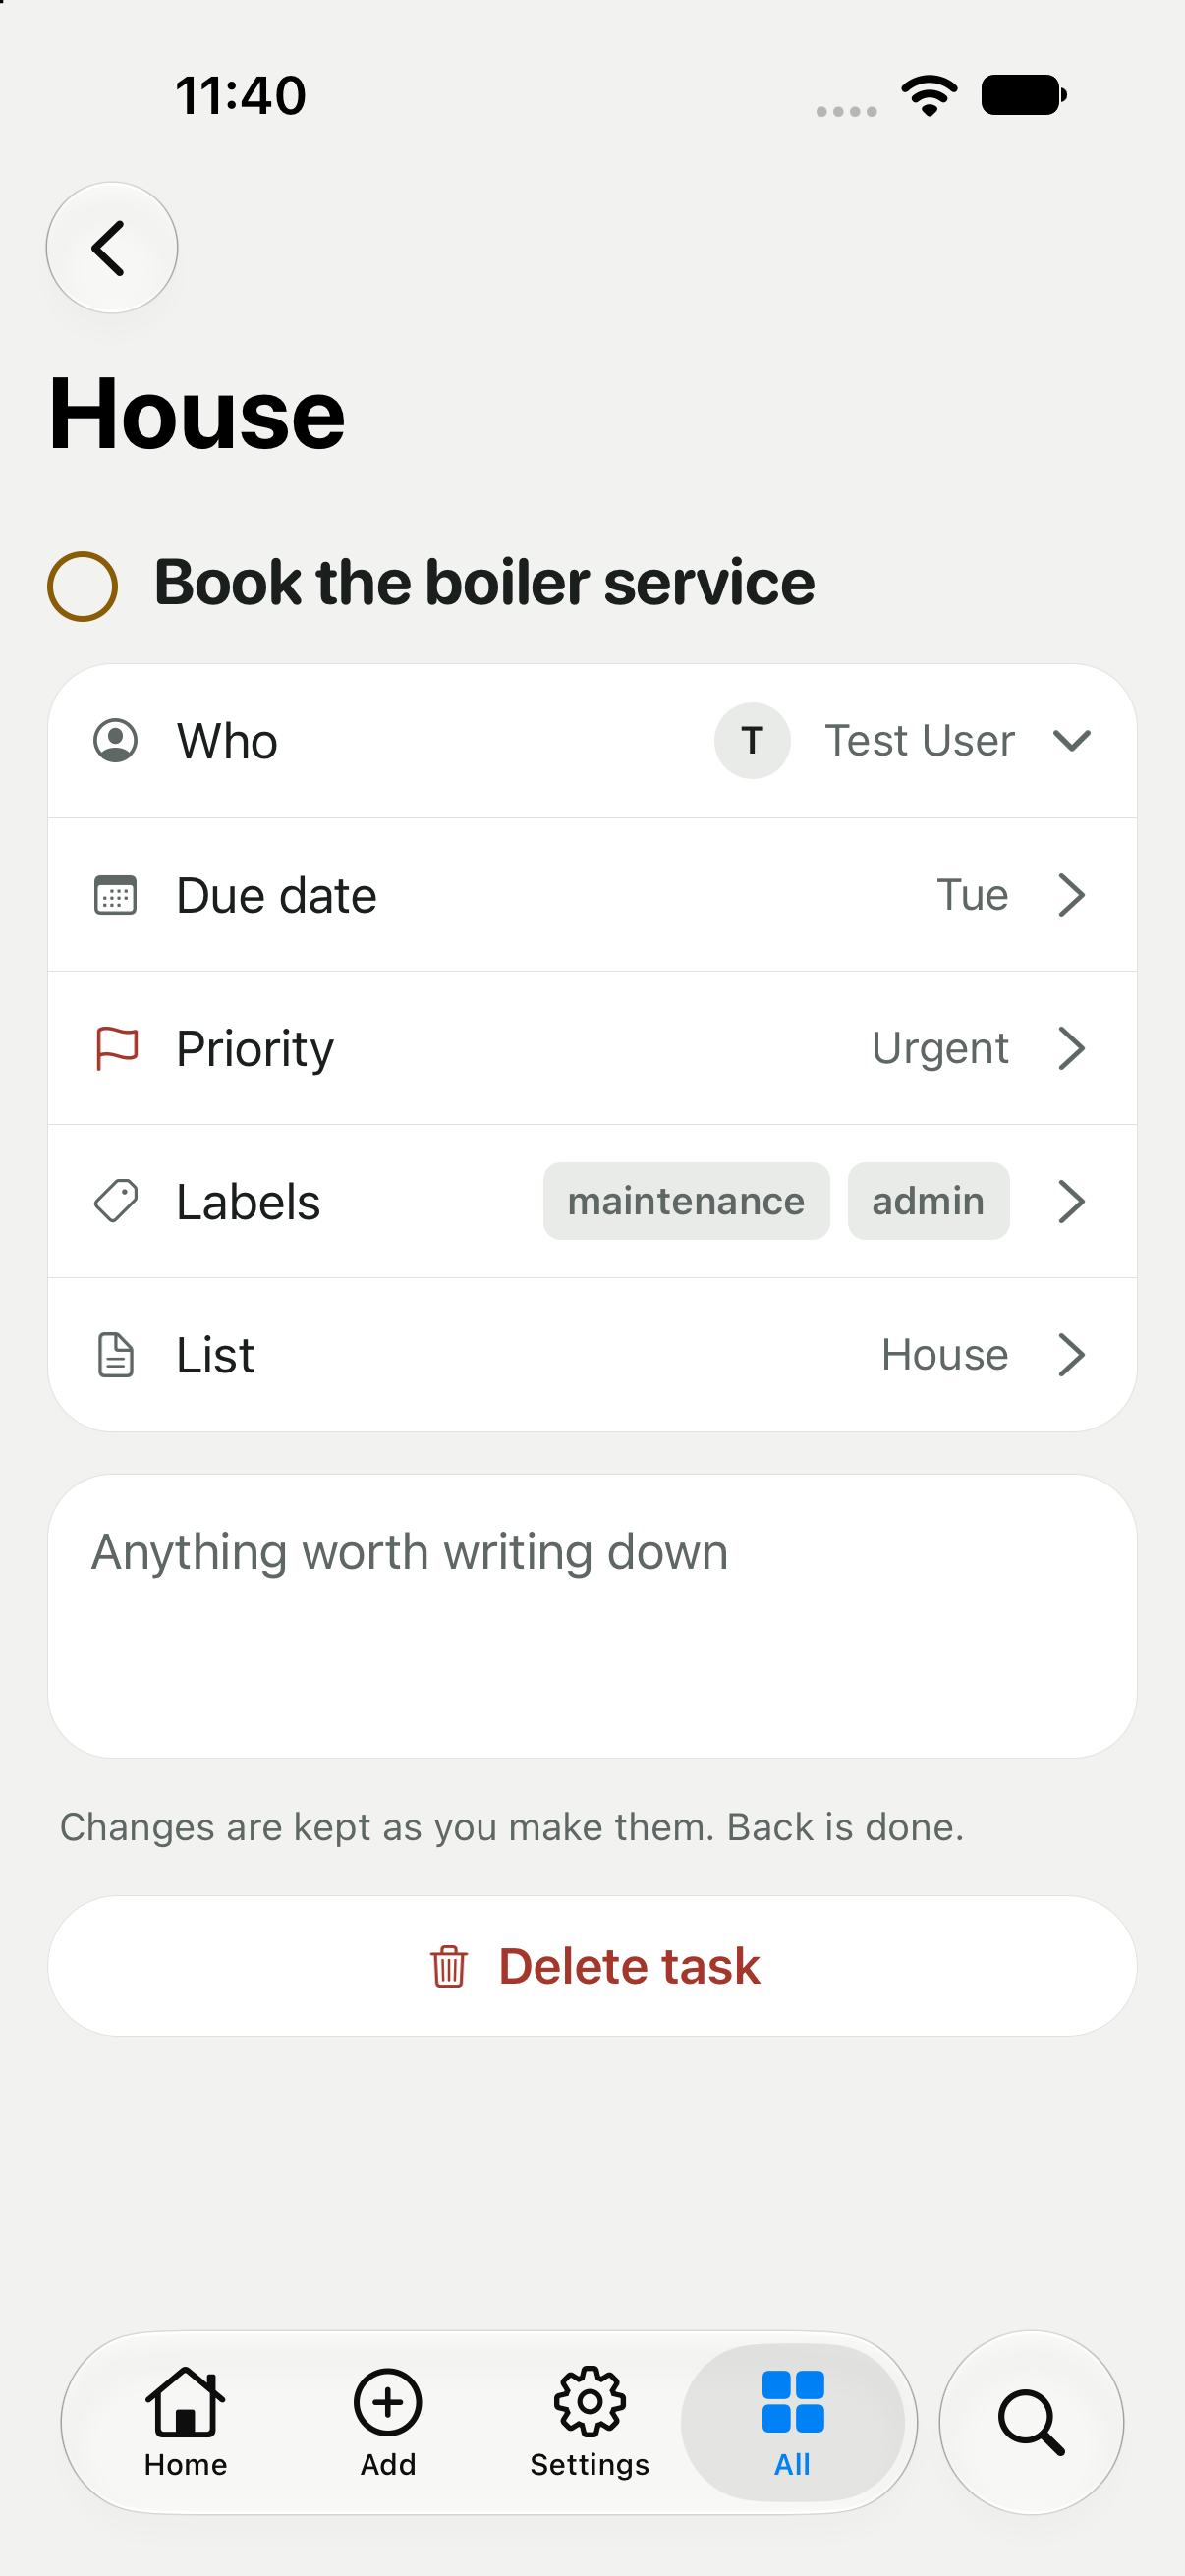 11:40
House
Book the boiler service
Who T Test User
Due date Tue
Priority Urgent
Labels maintenance admin
List House
Anything worth writing down
Changes are kept as you make them. Back is done.
Delete task
Home Add Settings All